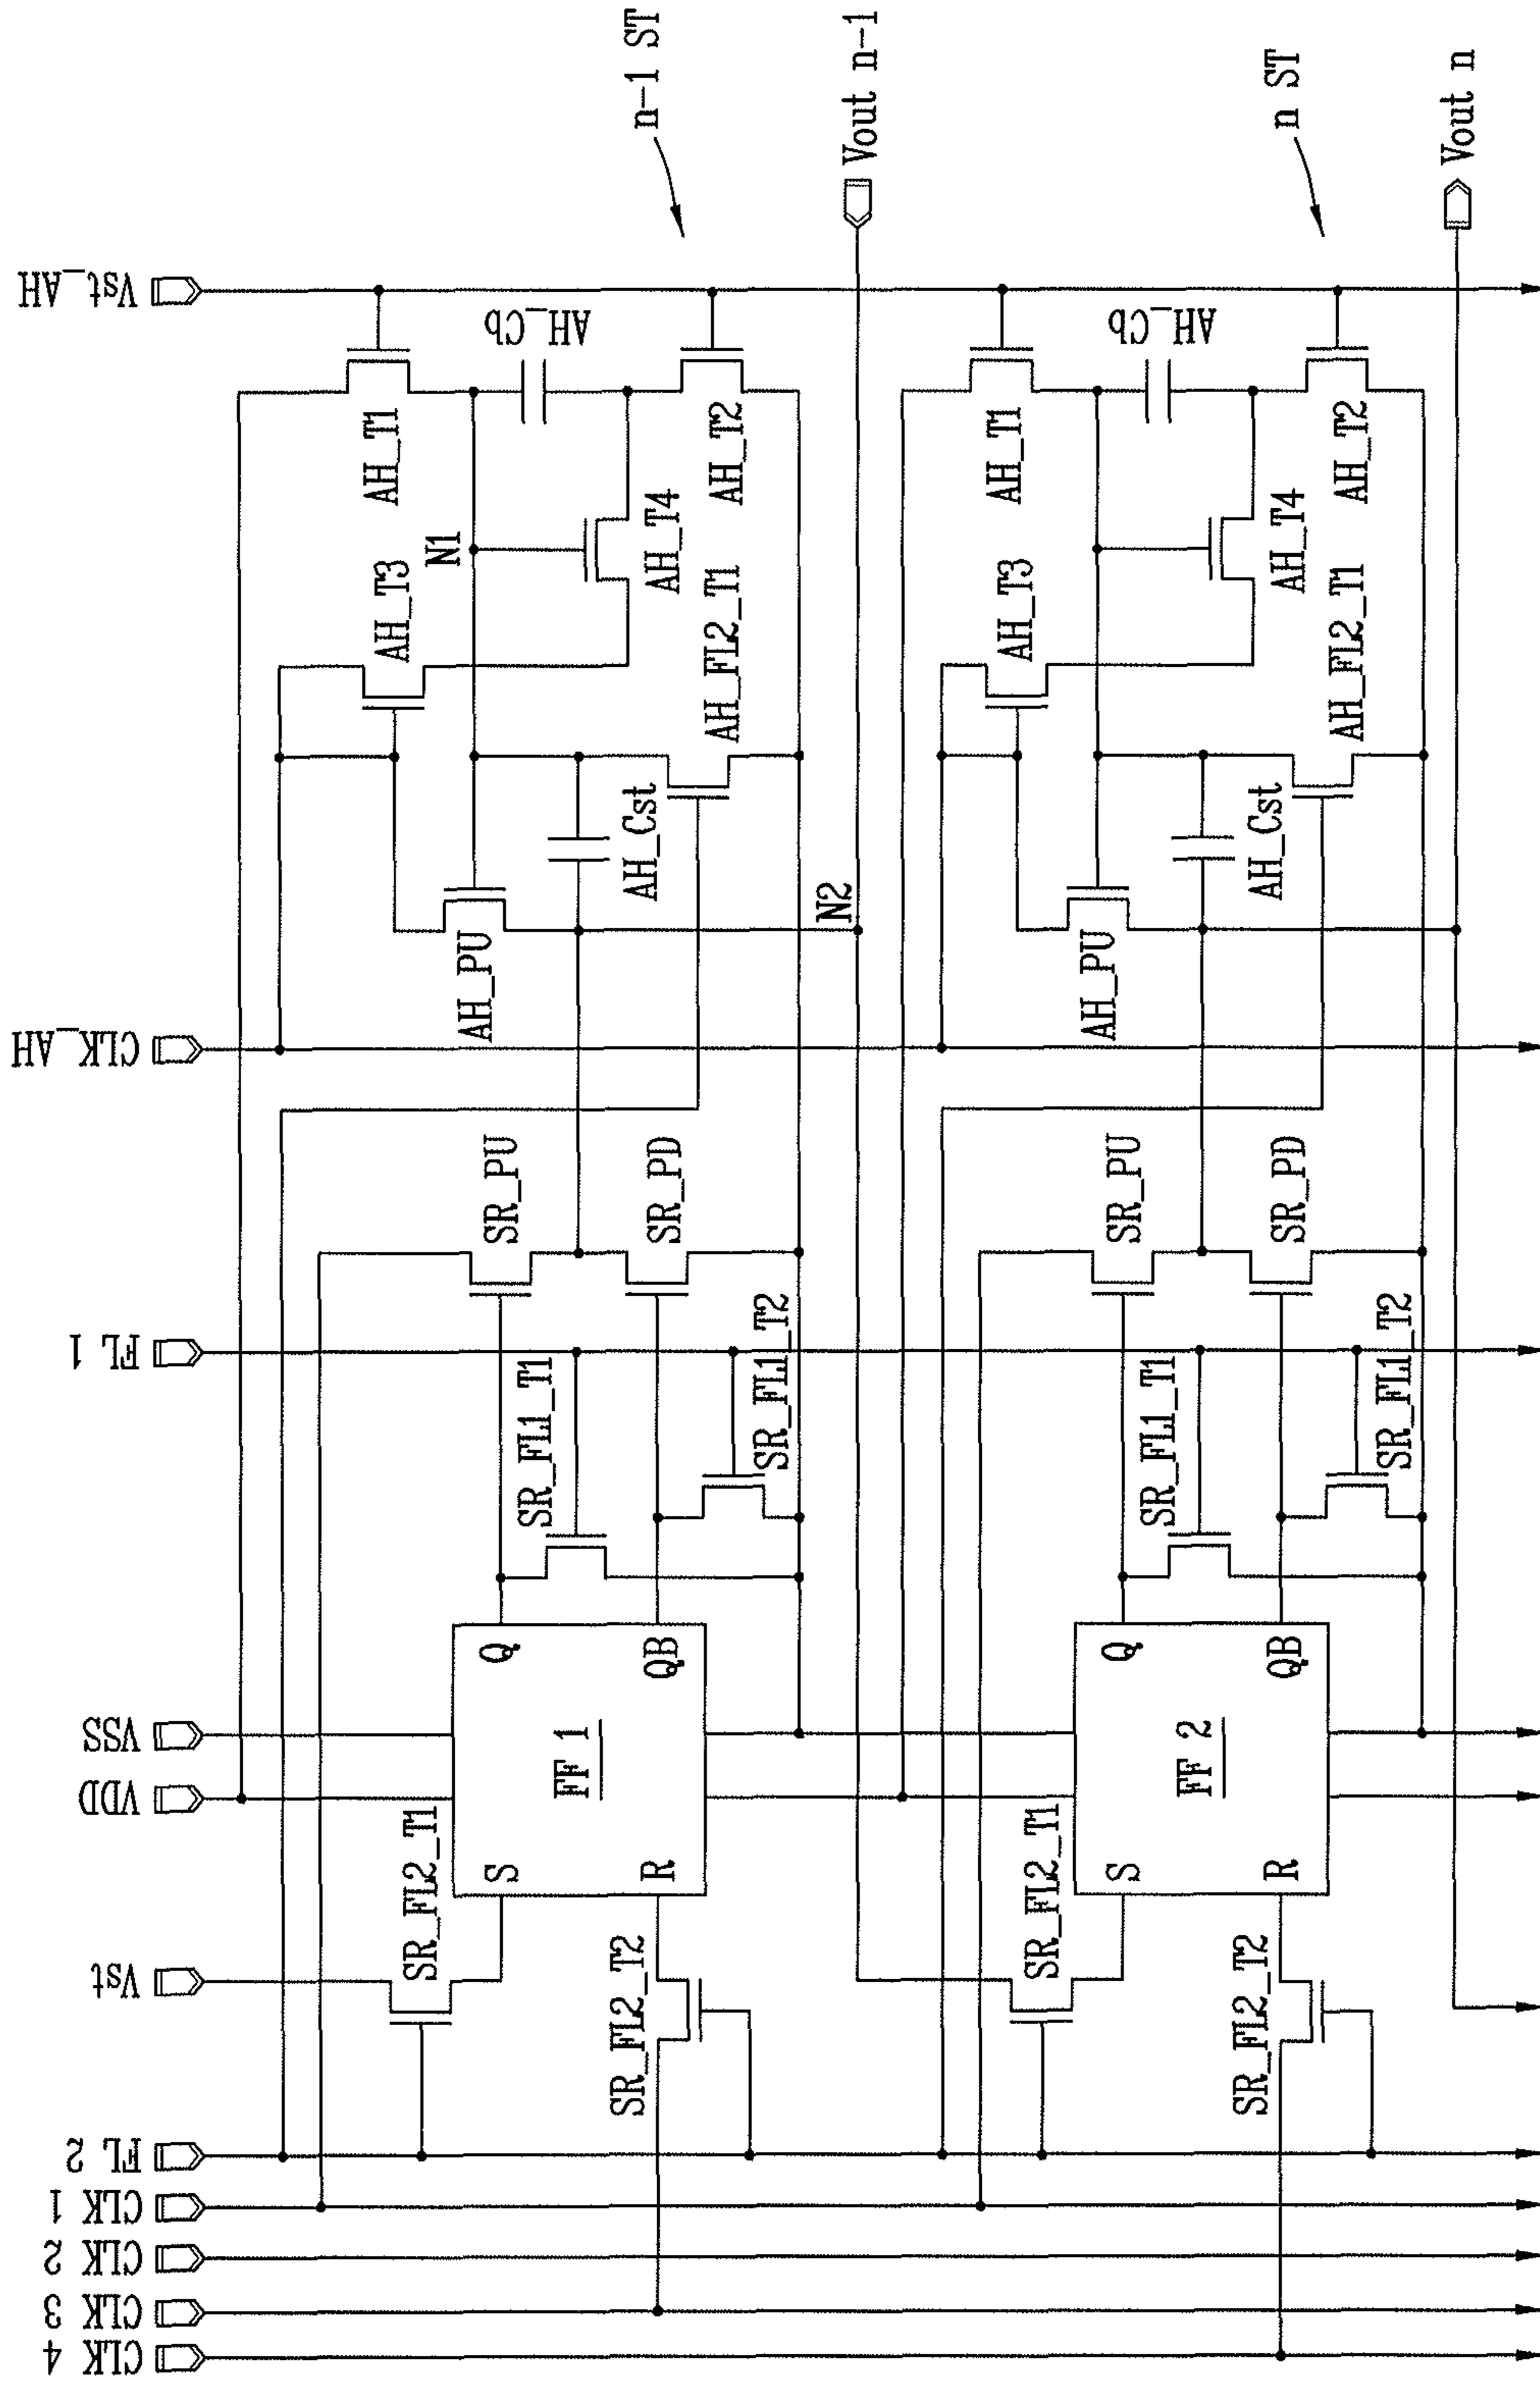 Vst_AH
CLK_AH
FL 1
VSS
VDD
Vst
FL 2
CLK 1
CLK 2
CLK 3
CLK 4
n-1 ST
Vout n-1
n ST
Vout n
AH_T1
AH_Cb
AH_T2
N1
AH_T4
AH_T3
AH_FL2_T1
AH_Cst
AH_PU
N2
SR_PU
SR_PD
SR_FL1_T1
SR_FL1_T2
Q
QB
FF 1
S
R
SR_FL2_T1
SR_FL2_T2
AH_T1
AH_Cb
AH_T2
AH_T4
AH_T3
AH_FL2_T1
AH_Cst
AH_PU
SR_PU
SR_PD
SR_FL1_T1
SR_FL1_T2
Q
QB
FF 2
S
R
SR_FL2_T1
SR_FL2_T2